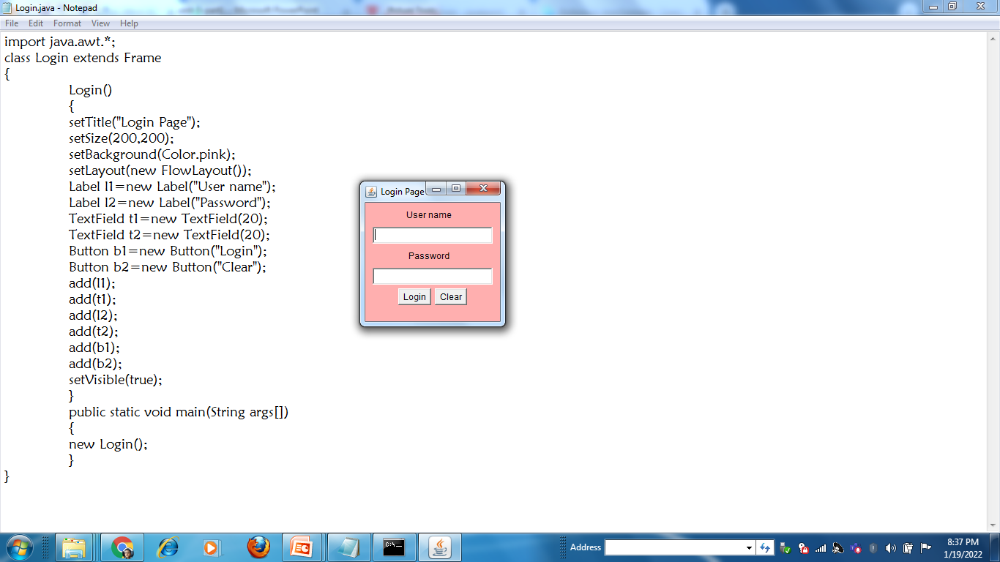 Login.java - Notepad
File Edit Format View Help
import java.awt.*;
class Login extends Frame
{
Login()
{
setTitle("Login Page");
setSize(200,200);
setBackground(Color.pink);
setLayout(new FlowLayout());
Label l1=new Label("User name");
Label l2=new Label("Password");
TextField t1=new TextField(20);
TextField t2=new TextField(20);
Button b1=new Button("Login");
Button b2=new Button("Clear");
add(l1);
add(t1);
add(l2);
add(t2);
add(b1);
add(b2);
setVisible(true);
}
public static void main(String args[])
{
new Login();
}
}
Login Page
User name
Password
Login Clear
C:\
Address
8:37 PM
1/19/2022